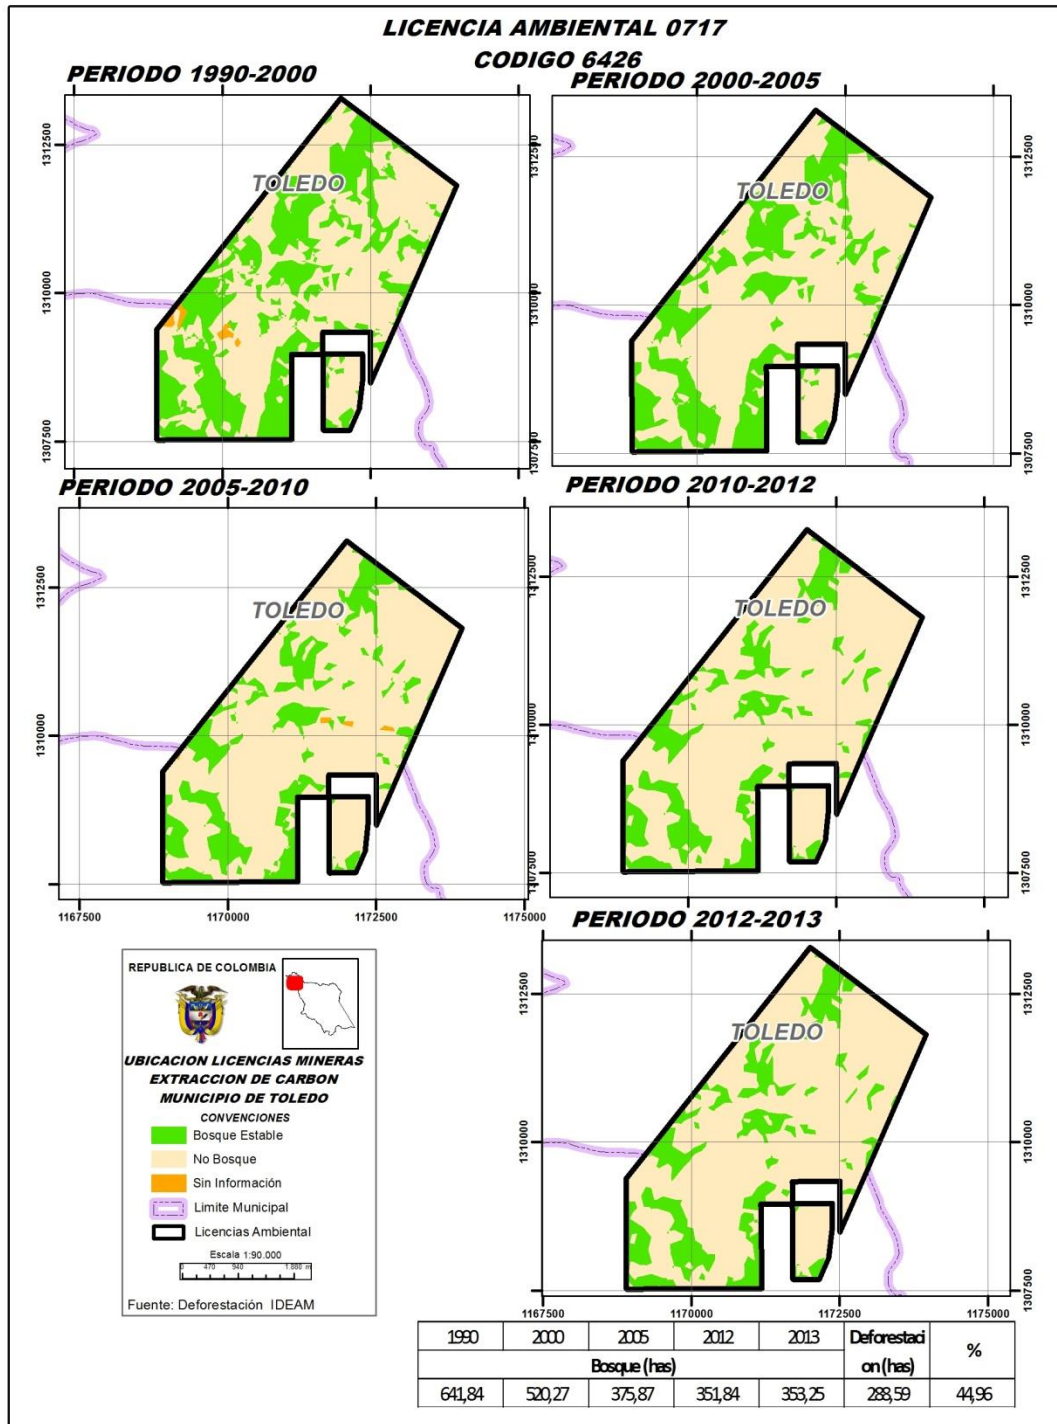 LICENCIA AMBIENTAL 0717
CODIGO 6426
PERIODO 1990-2000
PERIODO 2000-2005
TOLEDO
1312500
1310000
1307500
1312500
1310000
1307500
TOLEDO
1312500
1310000
1307500
PERIODO 2005-2010
PERIODO 2010-2012
TOLEDO
1312500
1310000
1312500
1310000
1307500
1167500
1170000
1172500
1175000
TOLEDO
1312500
1310000
1307500
PERIODO 2012-2013
TOLEDO
1312500
1310000
1312500
1310000
1307500
1167500
1170000
1172500
1175000
REPUBLICA DE COLOMBIA
UBICACION LICENCIAS MINERAS
EXTRACCION DE CARBON
MUNICIPIO DE TOLEDO
CONVENCIONES
Bosque Estable
No Bosque
Sin Información
Limite Municipal
Licencias Ambiental
Escala 1:90.000
0 470 940 1.880 m
Fuente: Deforestación IDEAM
1990 2000 2005 2012 2013 Deforestaci %
Bosque (has) on (has)
641,84 520,27 375,87 351,84 353,25 288,59 44,96